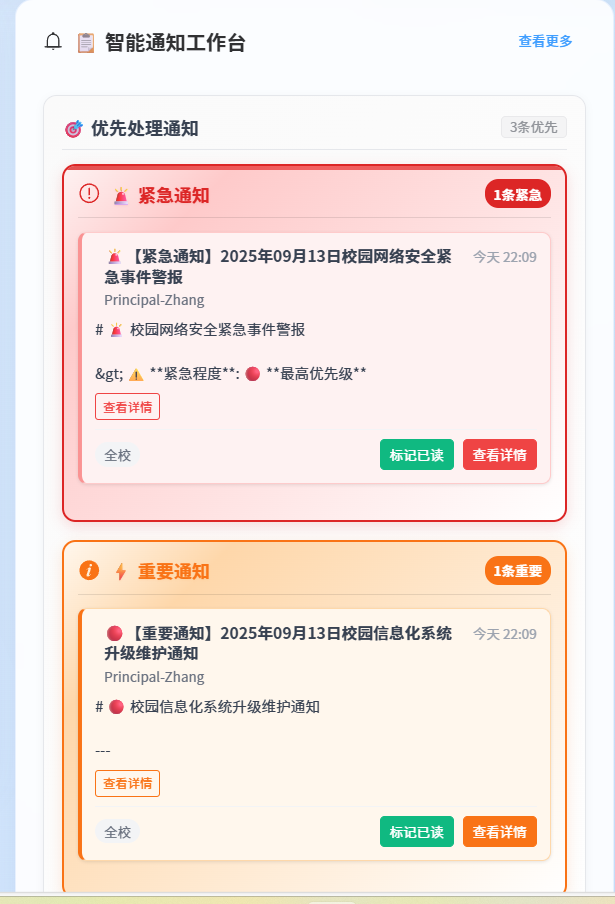 📋 智能通知工作台
查看更多
🎯 优先处理通知
3条优先
🚨 紧急通知
1条紧急
🚨【紧急通知】2025年09月13日校园网络安全紧
急事件警报
今天 22:09
Principal-Zhang
# 🚨 校园网络安全紧急事件警报
&gt; ⚠️ **紧急程度**: 🔴 **最高优先级**
查看详情
全校
标记已读
查看详情
⚡ 重要通知
1条重要
🔴【重要通知】2025年09月13日校园信息化系统
升级维护通知
今天 22:09
Principal-Zhang
# 🔴 校园信息化系统升级维护通知
---
查看详情
全校
标记已读
查看详情